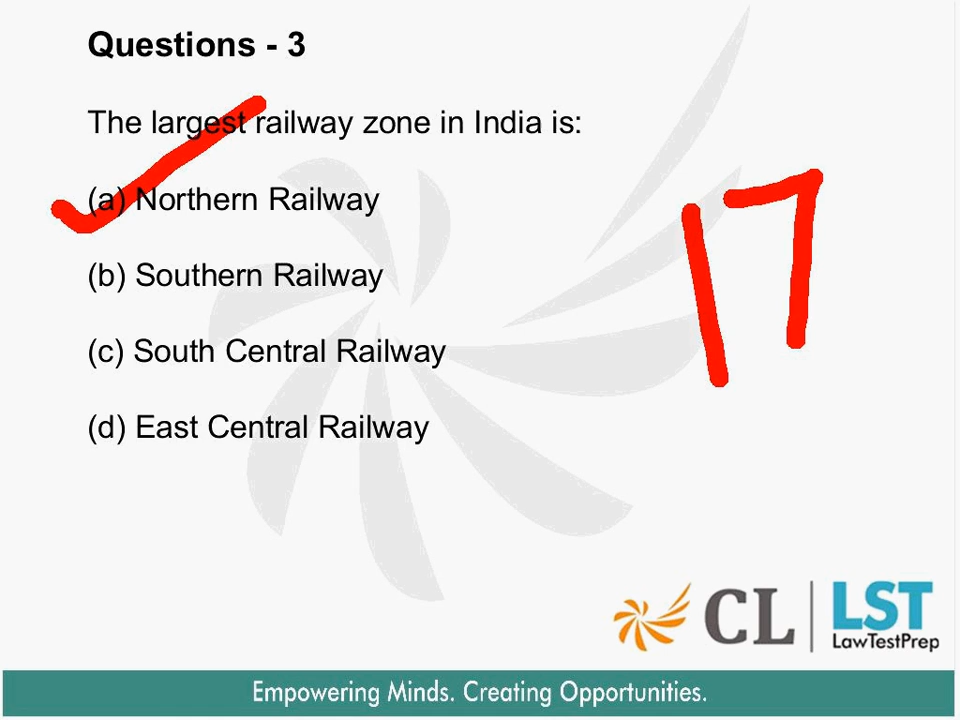 Questions - 3
The largest railway zone in India is:
(a) Northern Railway
17
(b) Southern Railway
(c) South Central Railway
(d) East Central Railway
CL
LST
LawTestPrep
Empowering Minds. Creating Opportunities.